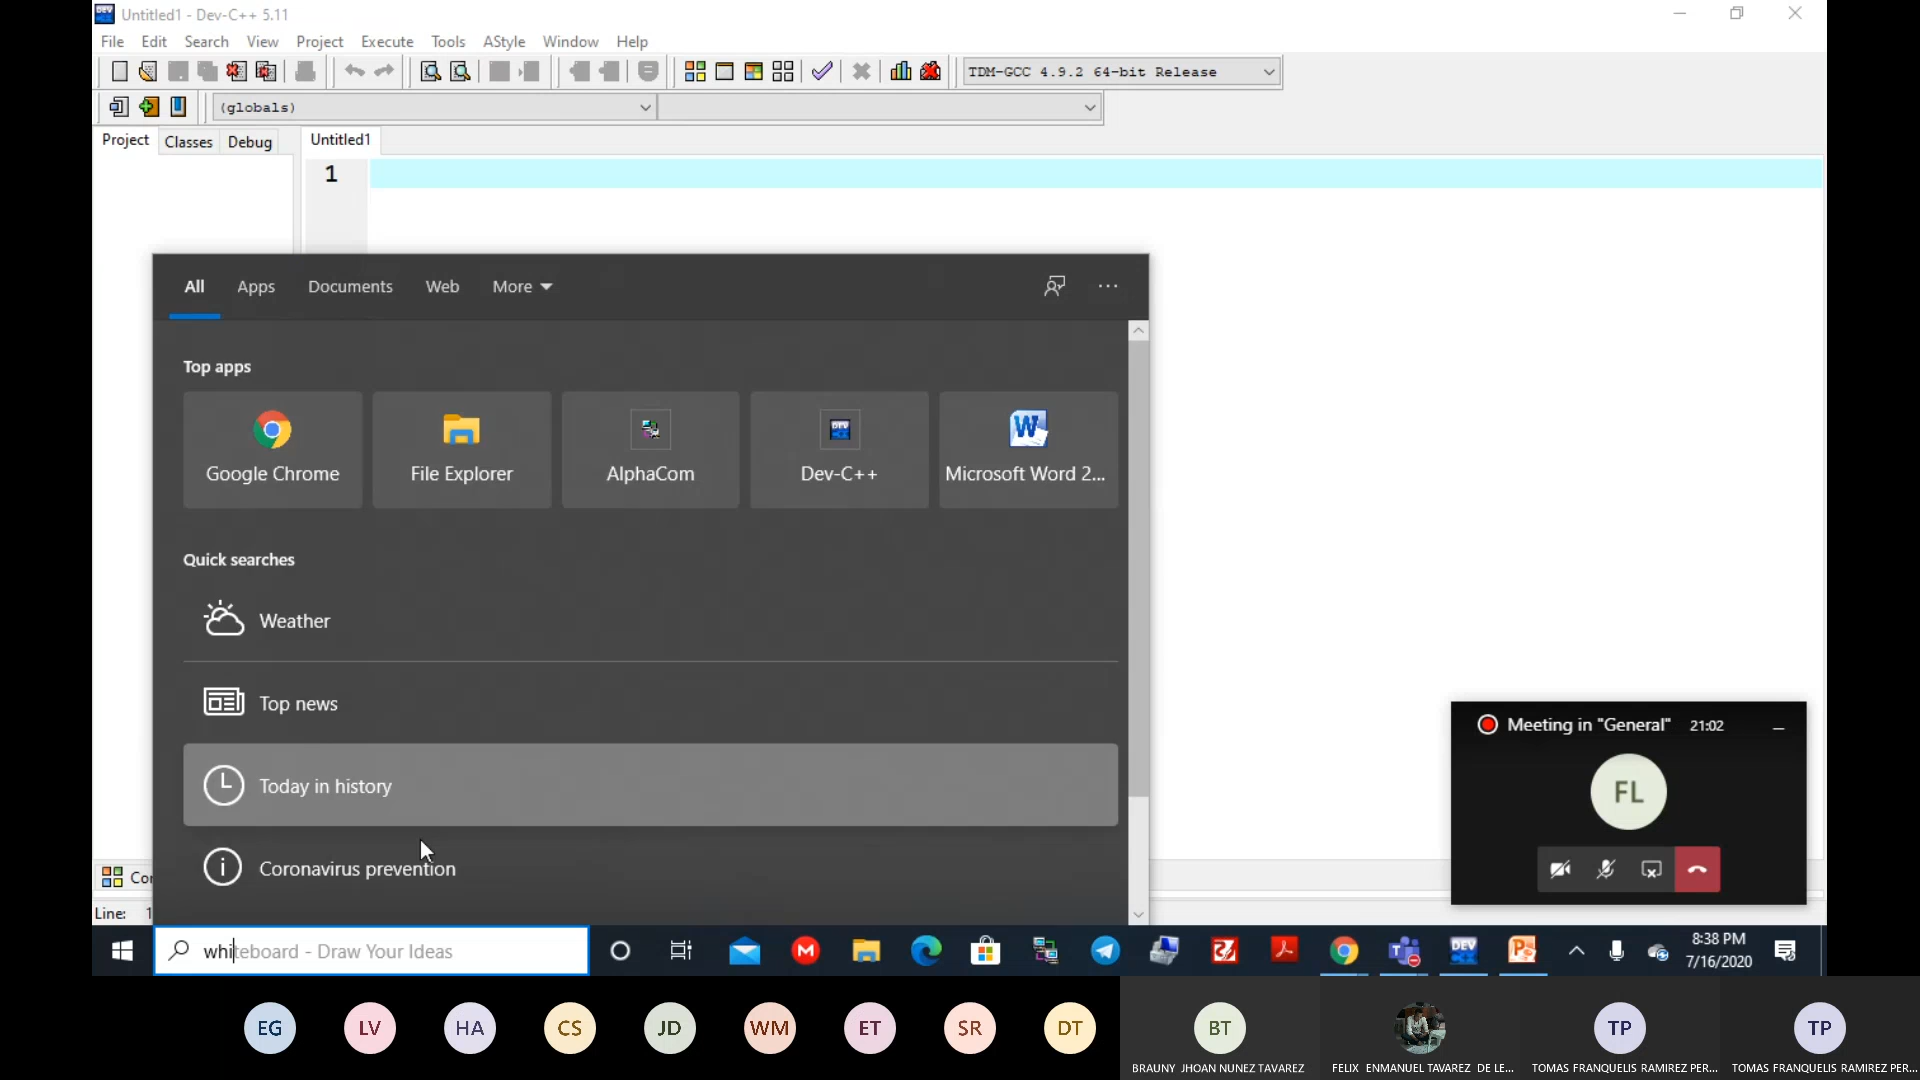 Untitled1 - Dev-C++ 5.11
File Edit Search View Project Execute Tools AStyle Window Help
TDM-GCC 4.9.2 64-bit Release
(globals)
Project Classes Debug Untitled1
1
All Apps Documents Web More
Top apps
Google Chrome File Explorer AlphaCom Dev-C++ Microsoft Word 2...
Quick searches
Weather
Top news
Today in history
Coronavirus prevention
Meeting in "General" 21:02
FL
Line: 1
whiteboard - Draw Your Ideas
8:38 PM
7/16/2020
EG LV HA CS JD WM ET SR DT BT TP TP
BRAUNY JHOAN NUNEZ TAVAREZ FELIX ENMANUEL TAVAREZ DE LE... TOMAS FRANQUELIS RAMIREZ PER... TOMAS FRANQUELIS RAMIREZ PER...